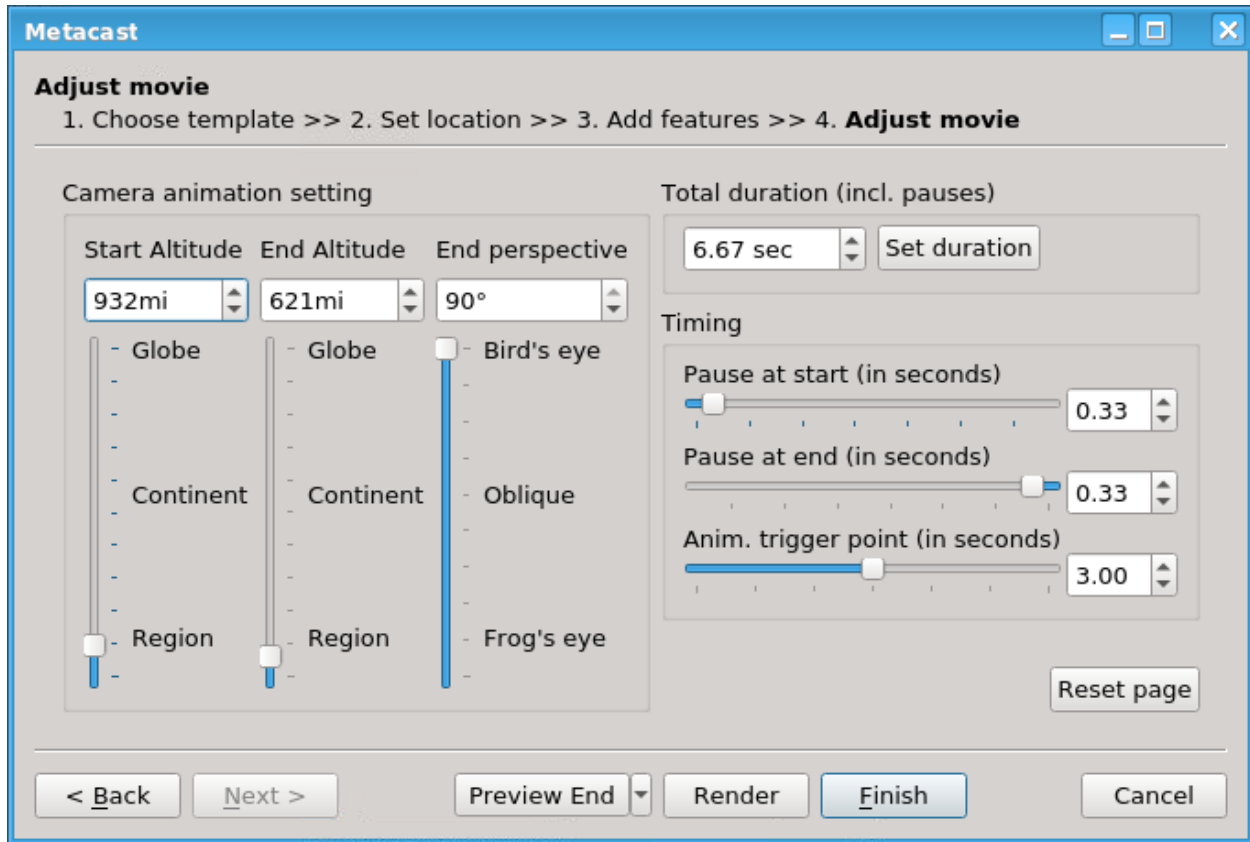 Metacast
Adjust movie
1. Choose template >> 2. Set location >> 3. Add features >> 4. Adjust movie
Camera animation setting
Start Altitude End Altitude End perspective
932mi 621mi 90°
Globe Globe Bird's eye
Continent Continent Oblique
Region Region Frog's eye
Total duration (incl. pauses)
6.67 sec Set duration
Timing
Pause at start (in seconds)
0.33
Pause at end (in seconds)
0.33
Anim. trigger point (in seconds)
3.00
Reset page
< Back Next > Preview End Render Finish Cancel